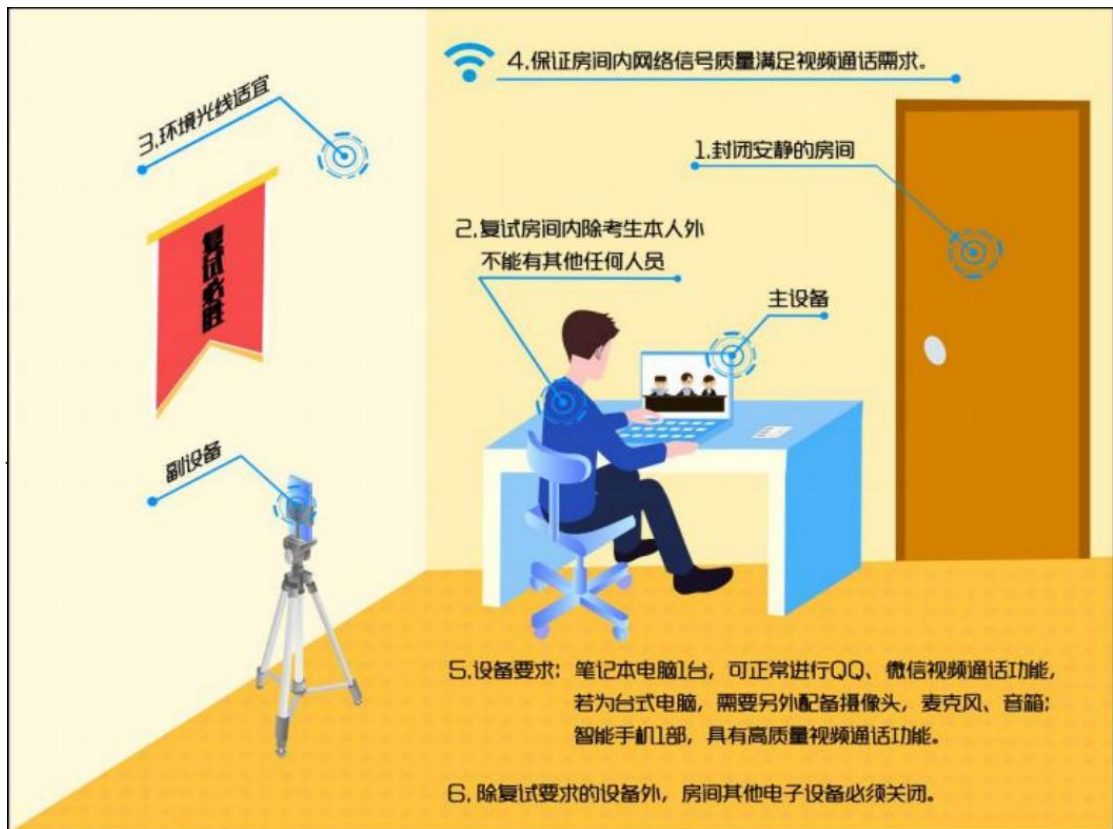 4.保证房间内网络信号质量满足视频通话需求。
3.环境光线适宜
1.封闭安静的房间
2.复试房间内除考生本人外
不能有其他任何人员
主设备
复试必胜
副设备
5.设备要求：笔记本电脑1台，可正常进行QQ、微信视频通话功能，
若为台式电脑，需要另外配备摄像头，麦克风、音箱；
智能手机1部，具有高质量视频通话功能。
6.除复试要求的设备外，房间其他电子设备必须关闭。